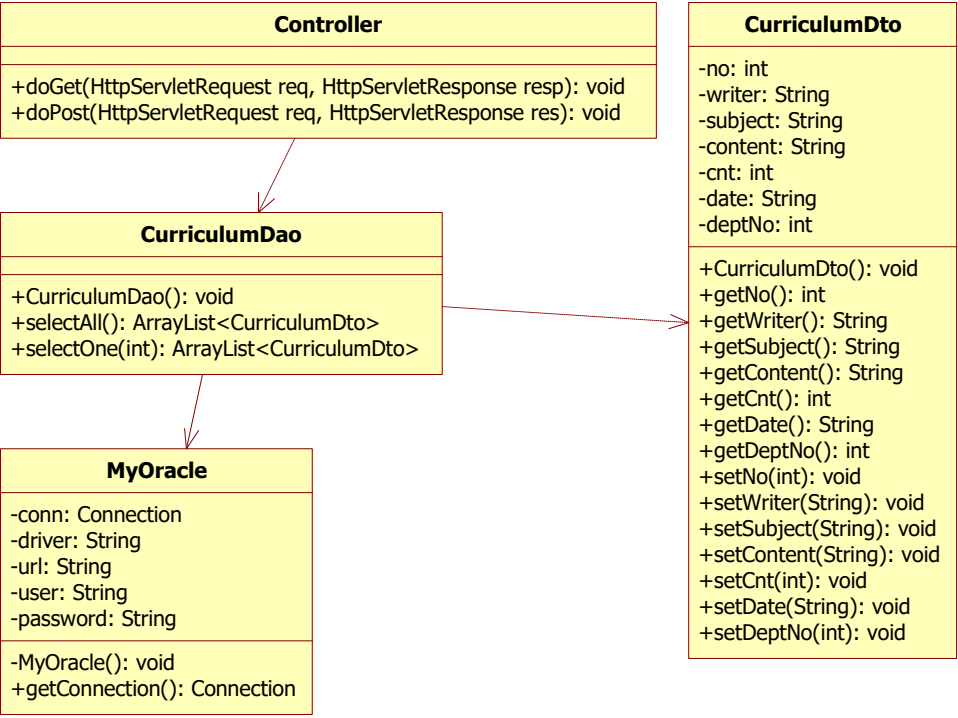 Controller
+doGet(HttpServletRequest req, HttpServletResponse resp): void
+doPost(HttpServletRequest req, HttpServletResponse res): void
CurriculumDao
+CurriculumDao(): void
+selectAll(): ArrayList<CurriculumDto>
+selectOne(int): ArrayList<CurriculumDto>
MyOracle
-conn: Connection
-driver: String
-url: String
-user: String
-password: String
-MyOracle(): void
+getConnection(): Connection
CurriculumDto
-no: int
-writer: String
-subject: String
-content: String
-cnt: int
-date: String
-deptNo: int
+CurriculumDto(): void
+getNo(): int
+getWriter(): String
+getSubject(): String
+getContent(): String
+getCnt(): int
+getDate(): String
+getDeptNo(): int
+setNo(int): void
+setWriter(String): void
+setSubject(String): void
+setContent(String): void
+setCnt(int): void
+setDate(String): void
+setDeptNo(int): void